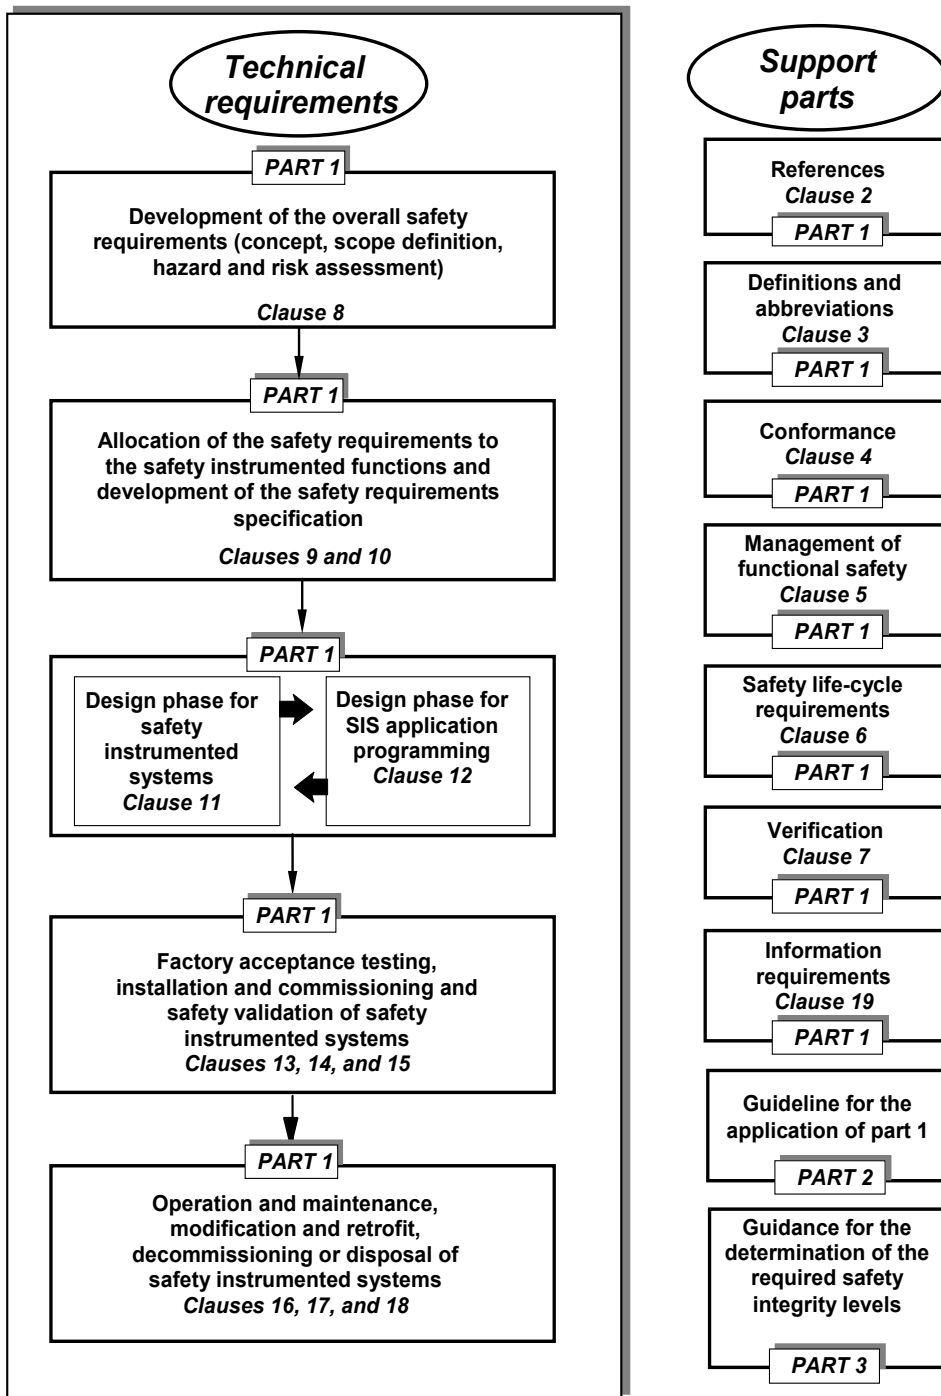 Technical
requirements
PART 1
Development of the overall safety
requirements (concept, scope definition,
hazard and risk assessment)
Clause 8
PART 1
Allocation of the safety requirements to
the safety instrumented functions and
development of the safety requirements
specification
Clauses 9 and 10
PART 1
Design phase for
safety
instrumented
systems
Clause 11
Design phase for
SIS application
programming
Clause 12
PART 1
Factory acceptance testing,
installation and commissioning and
safety validation of safety
instrumented systems
Clauses 13, 14, and 15
PART 1
Operation and maintenance,
modification and retrofit,
decommissioning or disposal of
safety instrumented systems
Clauses 16, 17, and 18
Support
parts
References
Clause 2
PART 1
Definitions and
abbreviations
Clause 3
PART 1
Conformance
Clause 4
PART 1
Management of
functional safety
Clause 5
PART 1
Safety life-cycle
requirements
Clause 6
PART 1
Verification
Clause 7
PART 1
Information
requirements
Clause 19
PART 1
Guideline for the
application of part 1
PART 2
Guidance for the
determination of the
required safety
integrity levels
PART 3